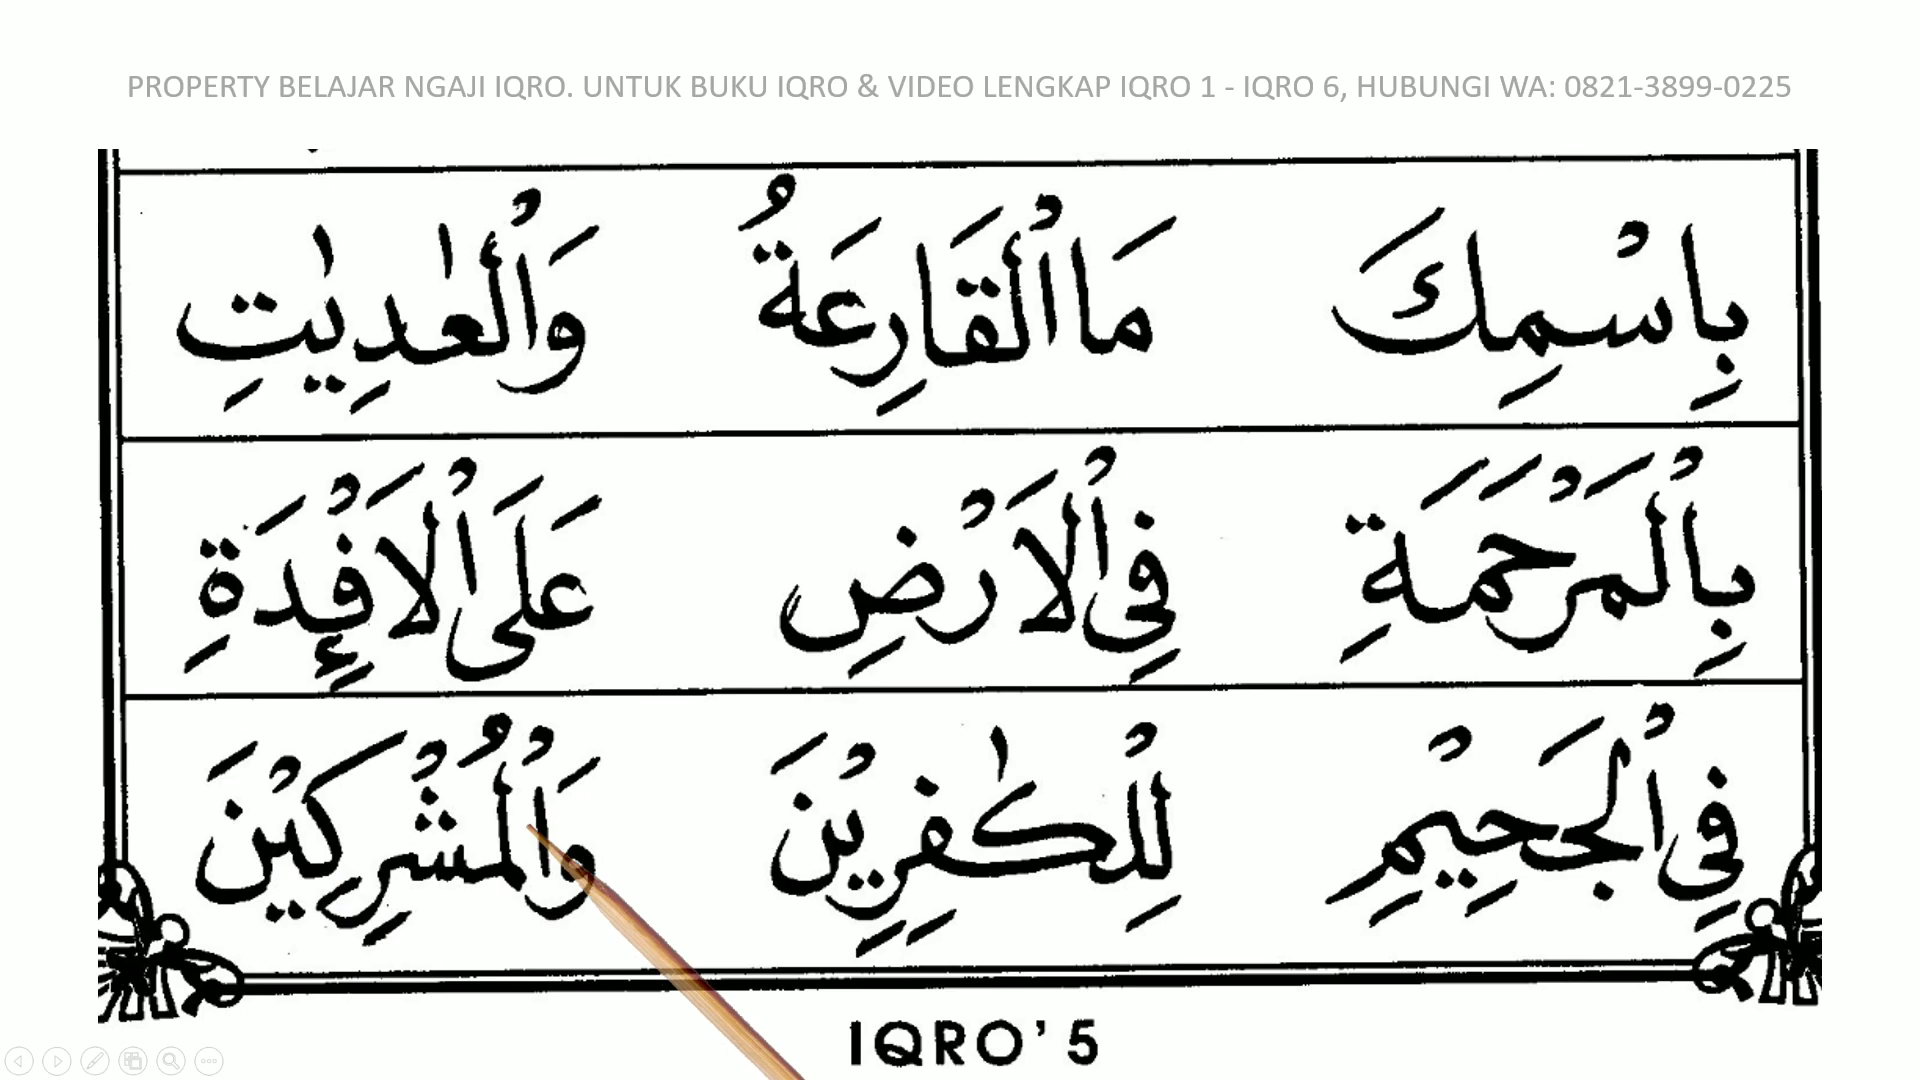 PROPERTY BELAJAR NGAJI IQRO. UNTUK BUKU IQRO & VIDEO LENGKAP IQRO 1 - IQRO 6, HUBUNGI WA: 0821-3899-0225
بِاسْمِكَ مَا الْقَارِعَةُ وَالْعٰدِيٰتِ
بِالْمَرْحَمَةِ فِى الْاَرْضِ عَلَى الْاَفْـِٕدَةِ
فِى الْجَحِيْمِ لِلْكٰفِرِيْنَ وَالْمُشْرِكِيْنَ
IQRO' 5